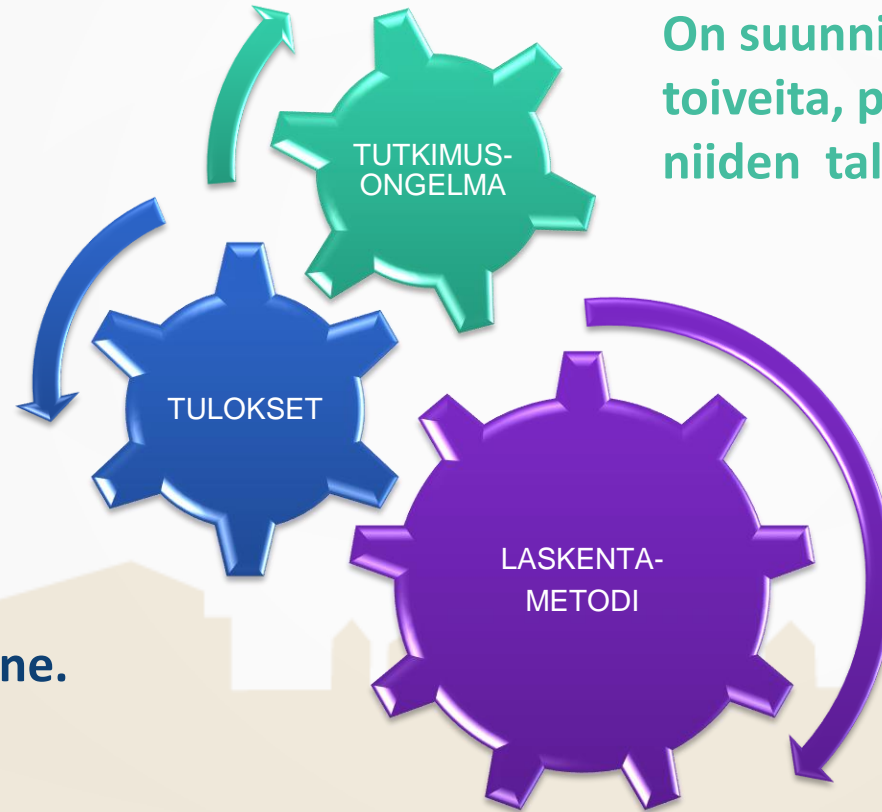 On suunni
toiveita, p
niiden tal
TUTKIMUS-
ONGELMA
TULOKSET
LASKENTA-
METODI
ne.